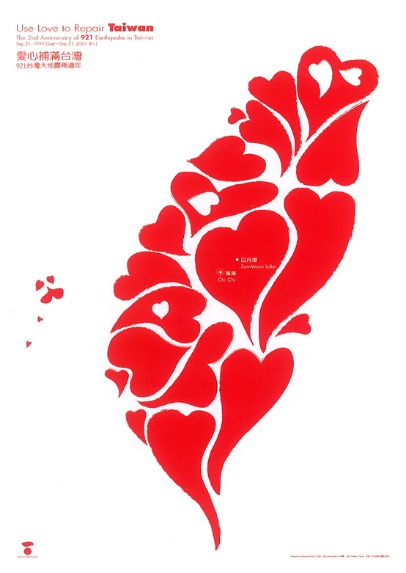 Use Love to Repair Taiwan
The 2nd Anniversary of 921 Earthquake in Taiwan
Sep.21, 1999 (Sat)~Sep.21, 2001 (Fri.)
愛心補滿台灣
921台灣大地震兩週年
日月潭
Sun-Moon Lake
集集
Chi Chi